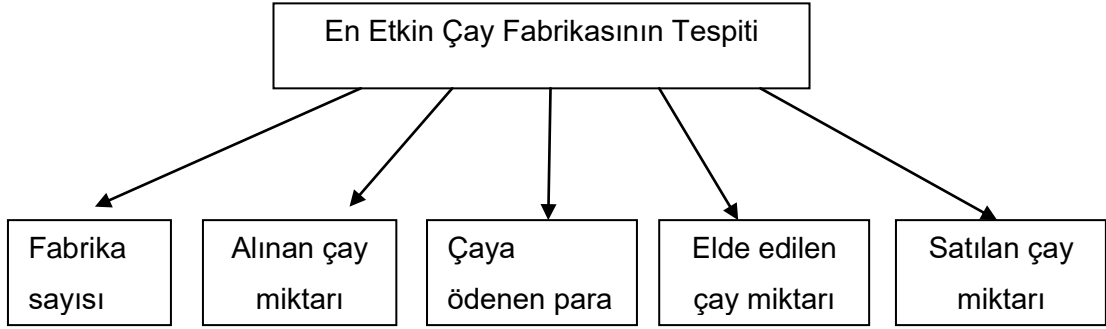 En Etkin Çay Fabrikasının Tespiti
Fabrika
sayısı
Alınan çay
miktarı
Çaya
ödenen para
Elde edilen
çay miktarı
Satılan çay
miktarı